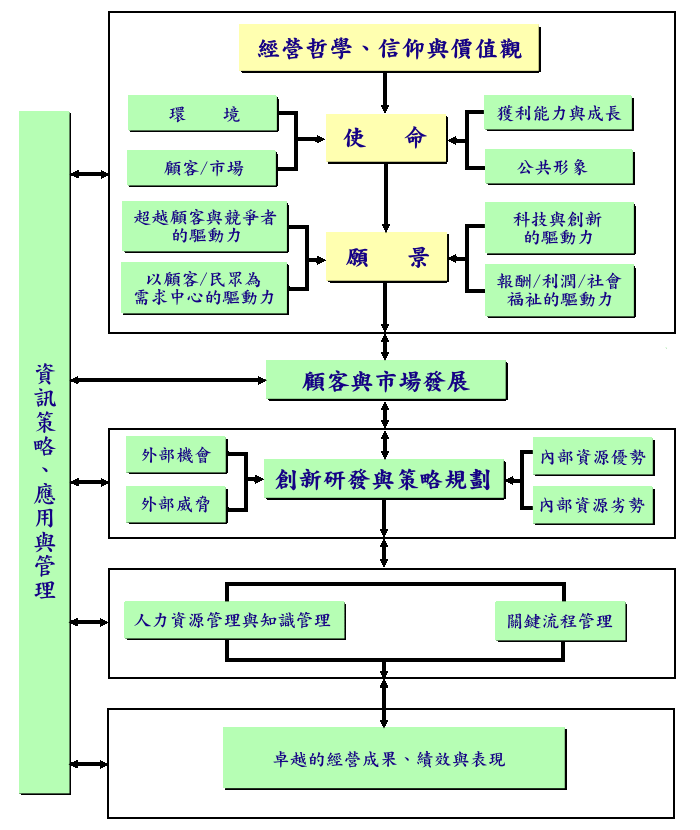 經營哲學、信仰與價值觀
環 境
使 命
獲利能力與成長
顧客/市場
公共形象
超越顧客與競爭者
的驅動力
科技與創新
的驅動力
願 景
以顧客/民眾為
需求中心的驅動力
報酬/利潤/社會
福祉的驅動力
資訊策略、應用與管理
顧客與市場發展
外部機會
創新研發與策略規劃
內部資源優勢
外部威脅
內部資源劣勢
人力資源管理與知識管理
關鍵流程管理
卓越的經營成果、績效與表現